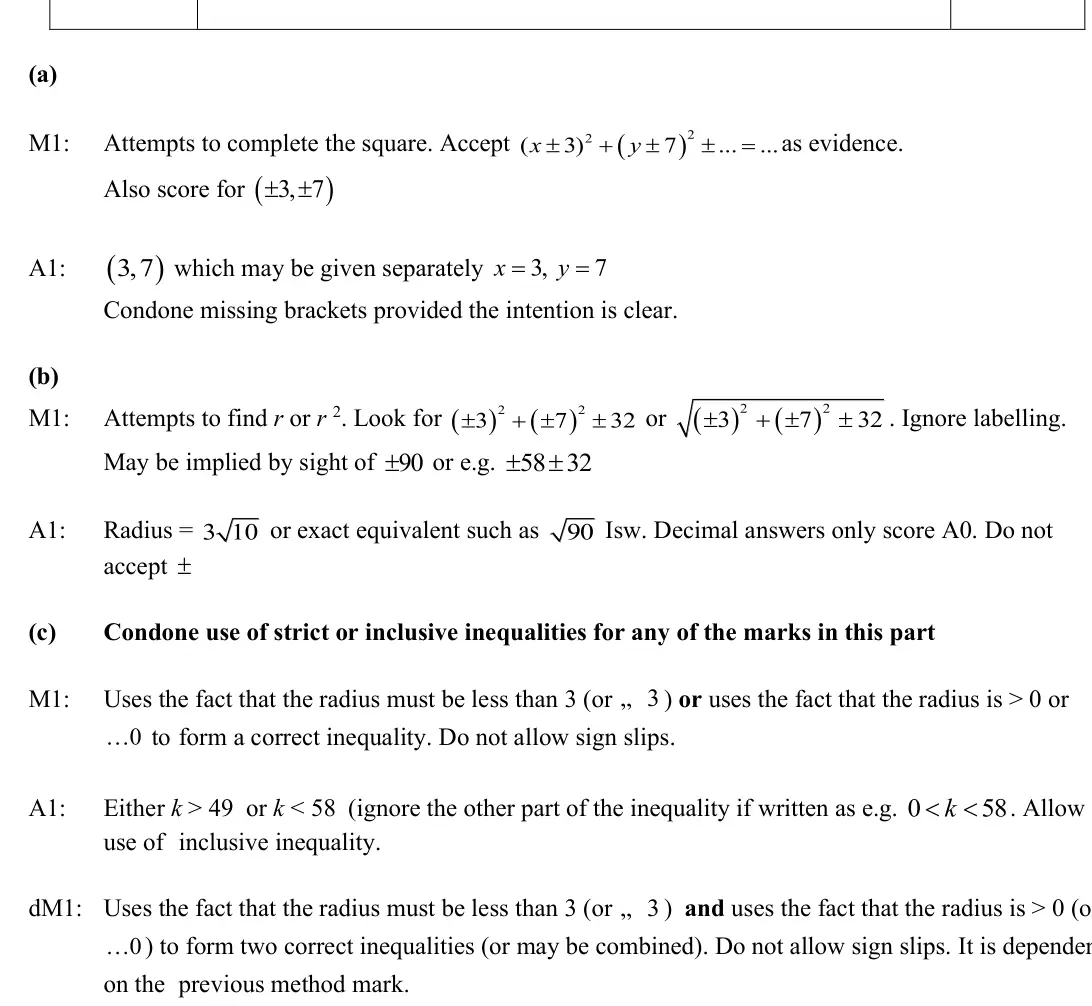 (a)
M1: Attempts to complete the square. Accept (x ± 3)² + (y ± 7)² ± ... = ... as evidence.
Also score for (±3, ±7)
A1: (3, 7) which may be given separately x = 3, y = 7
Condone missing brackets provided the intention is clear.
(b)
M1: Attempts to find r or r ². Look for (±3)² + (±7)² ± 32 or √((±3)² + (±7)² ± 32) . Ignore labelling.
May be implied by sight of ±90 or e.g. ±58 ± 32
A1: Radius = 3√10 or exact equivalent such as √90 Isw. Decimal answers only score A0. Do not
accept ±
(c) Condone use of strict or inclusive inequalities for any of the marks in this part
M1: Uses the fact that the radius must be less than 3 (or ,, 3 ) or uses the fact that the radius is > 0 or
…0 to form a correct inequality. Do not allow sign slips.
A1: Either k > 49 or k < 58 (ignore the other part of the inequality if written as e.g. 0 < k < 58 . Allow
use of inclusive inequality.
dM1: Uses the fact that the radius must be less than 3 (or ,, 3 ) and uses the fact that the radius is > 0 (o
…0 ) to form two correct inequalities (or may be combined). Do not allow sign slips. It is depender
on the previous method mark.